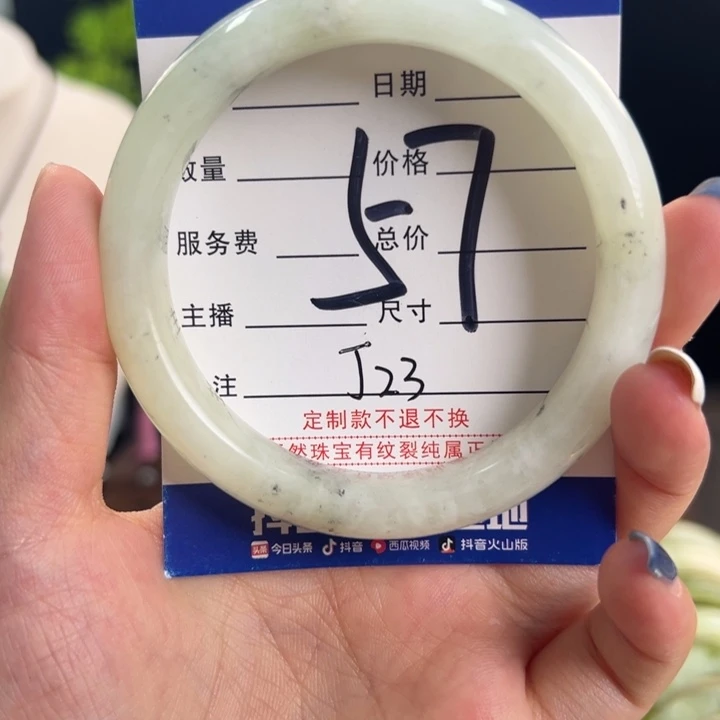 日期
数量 价格
57
服务费 总价
主播 尺寸
注 J23
定制款不退不换
然珠宝有纹裂纯属正
今日头条 抖音 西瓜视频 抖音火山版